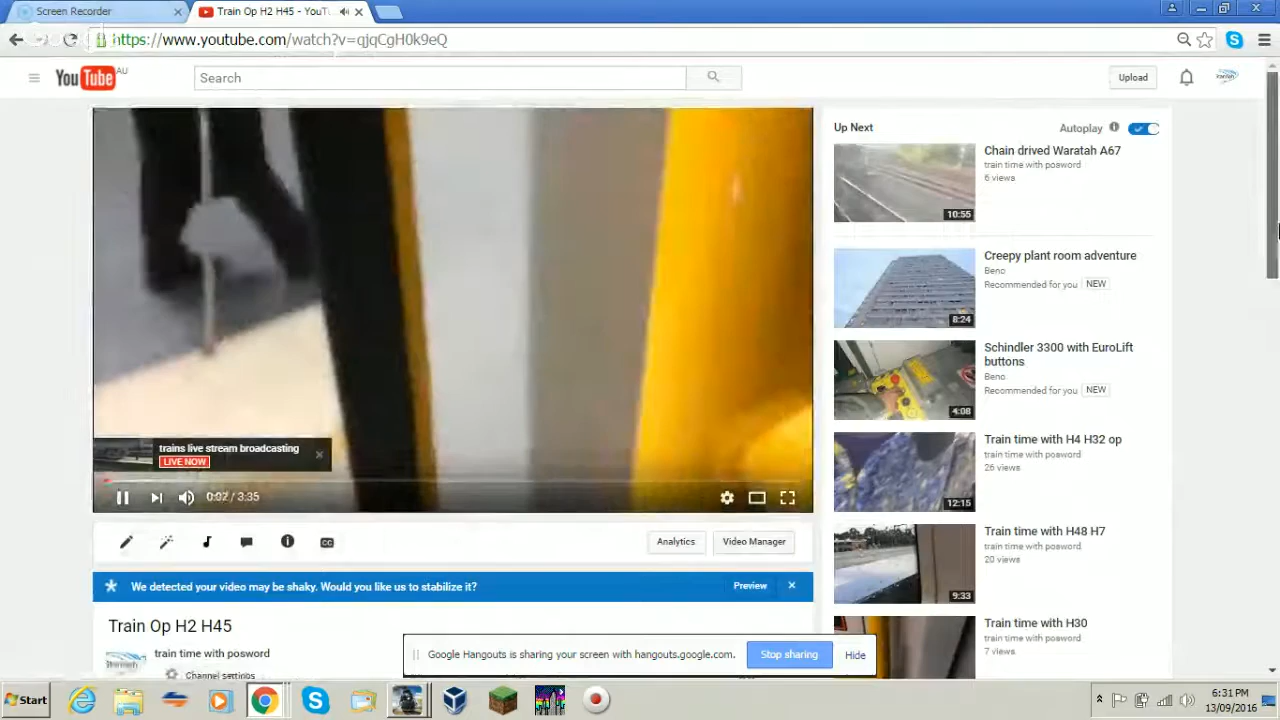 Screen Recorder
Train Op H2 H45 - YouTu
https://www.youtube.com/watch?v=qjqCgH0k9eQ
YouTube AU
Search
Upload
Up Next
Autoplay
Chain drived Waratah A67
train time with posword
6 views
10:55
Creepy plant room adventure
Beno
Recommended for you NEW
8:24
Schindler 3300 with EuroLift
buttons
Beno
Recommended for you NEW
4:08
Train time with H4 H32 op
train time with posword
26 views
12:15
Train time with H48 H7
train time with posword
20 views
9:33
Train time with H30
train time with posword
7 views
trains live stream broadcasting
LIVE NOW
0:02 / 3:35
CC
Analytics
Video Manager
We detected your video may be shaky. Would you like us to stabilize it?
Preview
Train Op H2 H45
train time with posword
Channel settings
Google Hangouts is sharing your screen with hangouts.google.com.
Stop sharing
Hide
Start
6:31 PM
13/09/2016